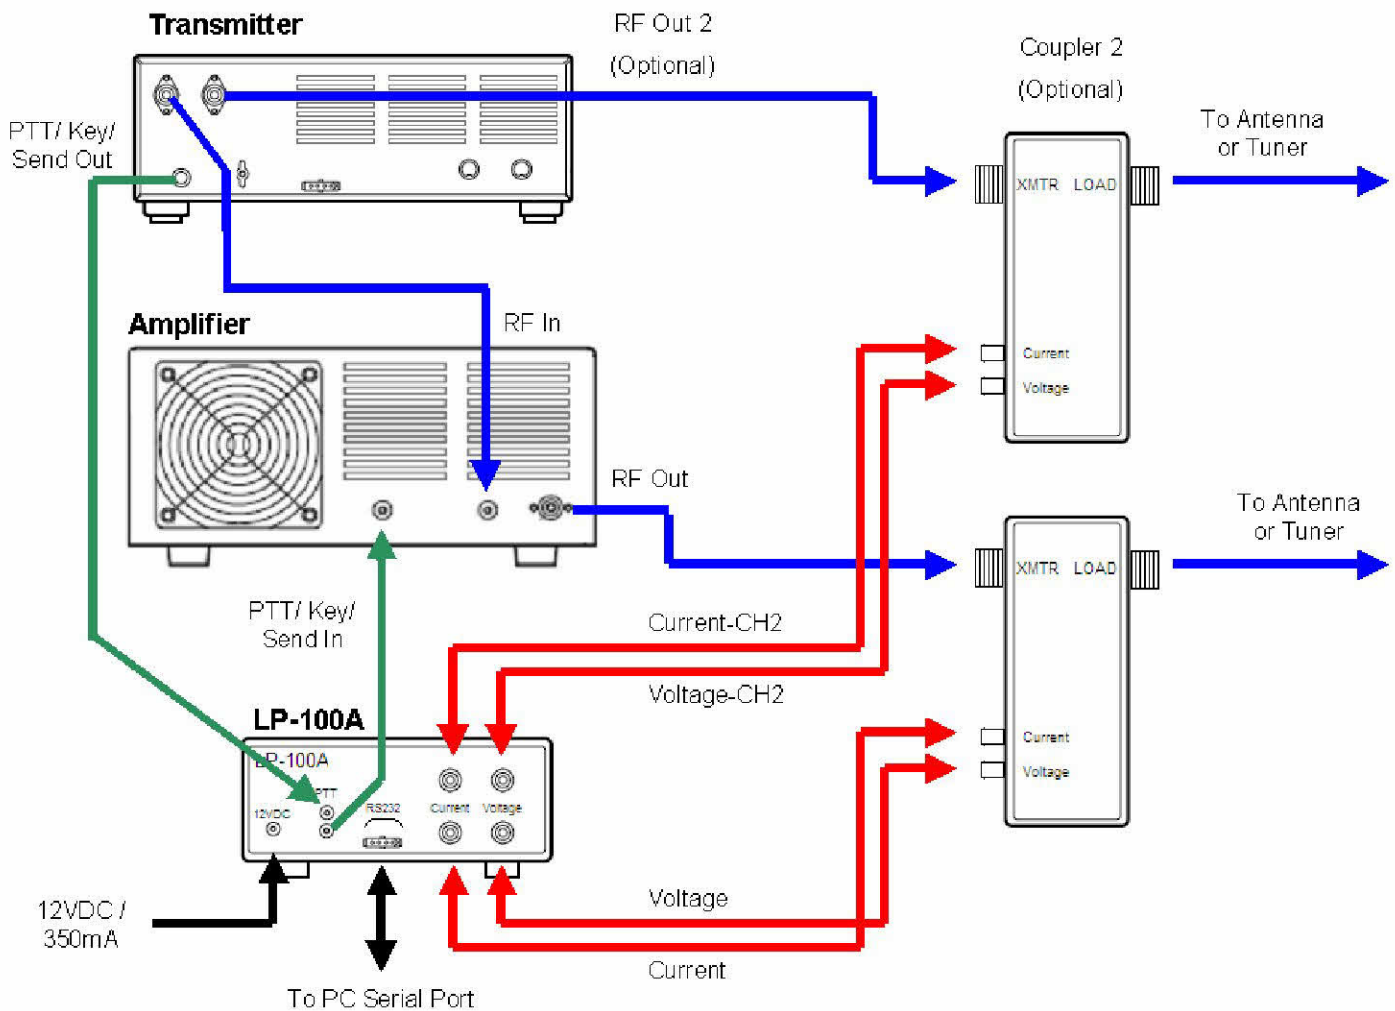 Transmitter
RF Out 2
(Optional)
Coupler 2
(Optional)
To Antenna
or Tuner
PTT/ Key/
Send Out
XMTR LOAD
Amplifier
RF In
Current
Voltage
RF Out
To Antenna
or Tuner
XMTR LOAD
PTT/ Key/
Send In
Current-CH2
Voltage-CH2
LP-100A
LP-100A
Current
Voltage
PTT
12VDC
RS232
Current
Voltage
12VDC /
350mA
Voltage
Current
To PC Serial Port